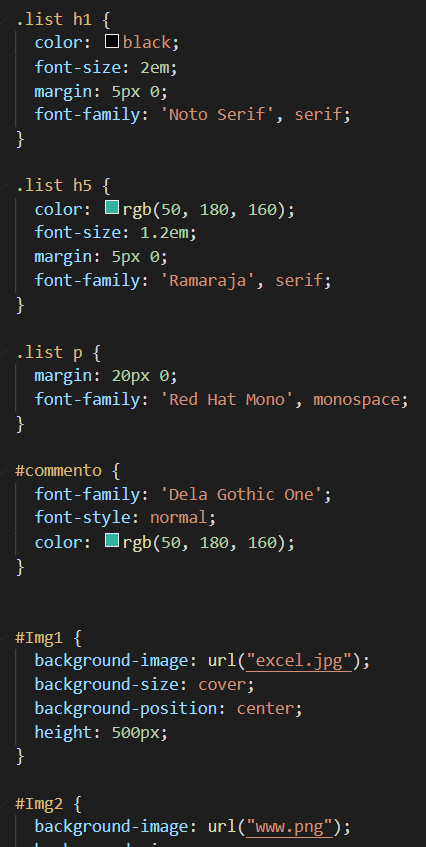 .list h1 {
color: black;
font-size: 2em;
margin: 5px 0;
font-family: 'Noto Serif', serif;
}
.list h5 {
color: rgb(50, 180, 160);
font-size: 1.2em;
margin: 5px 0;
font-family: 'Ramaraja', serif;
}
.list p {
margin: 20px 0;
font-family: 'Red Hat Mono', monospace;
}
#commento {
font-family: 'Dela Gothic One';
font-style: normal;
color: rgb(50, 180, 160);
}
#Img1 {
background-image: url("excel.jpg");
background-size: cover;
background-position: center;
height: 500px;
}
#Img2 {
background-image: url("www.png");